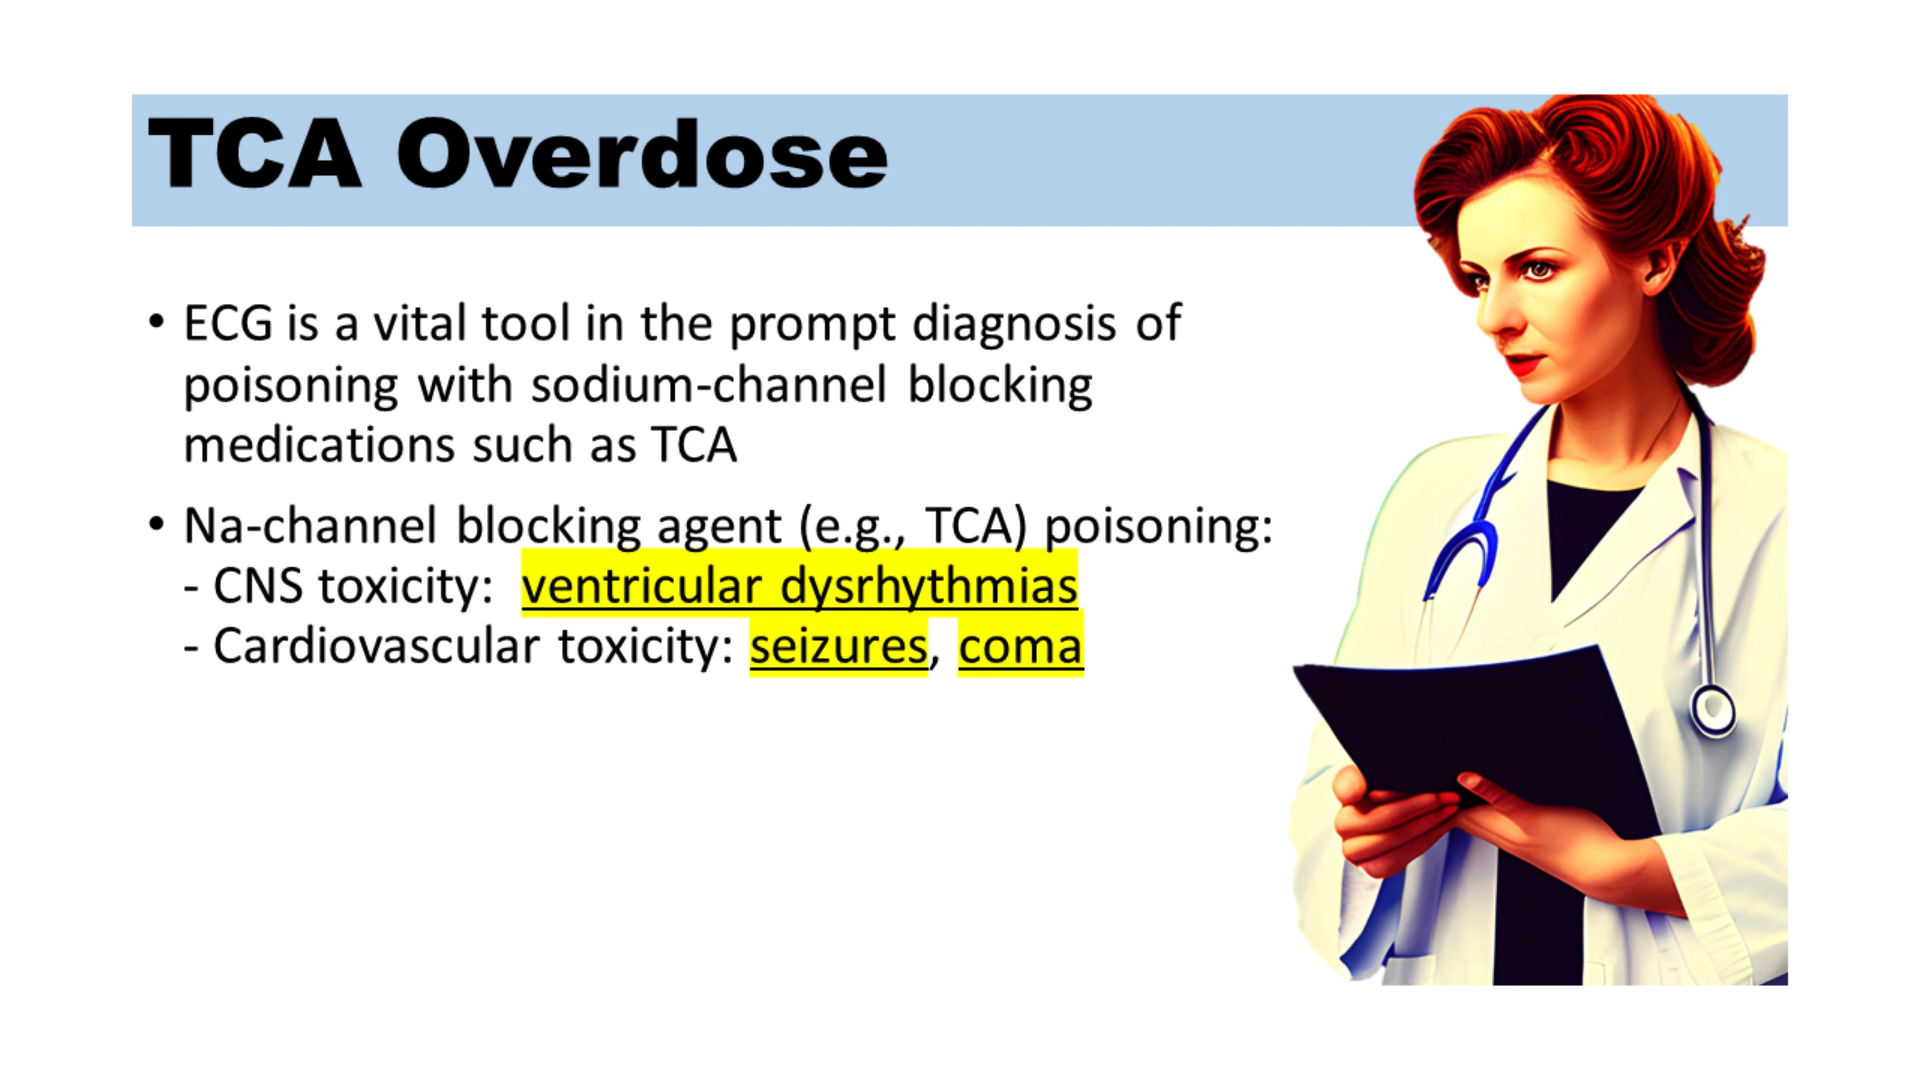 TCA Overdose
• ECG is a vital tool in the prompt diagnosis of
poisoning with sodium-channel blocking
medications such as TCA
• Na-channel blocking agent (e.g., TCA) poisoning:
- CNS toxicity: ventricular dysrhythmias
- Cardiovascular toxicity: seizures, coma